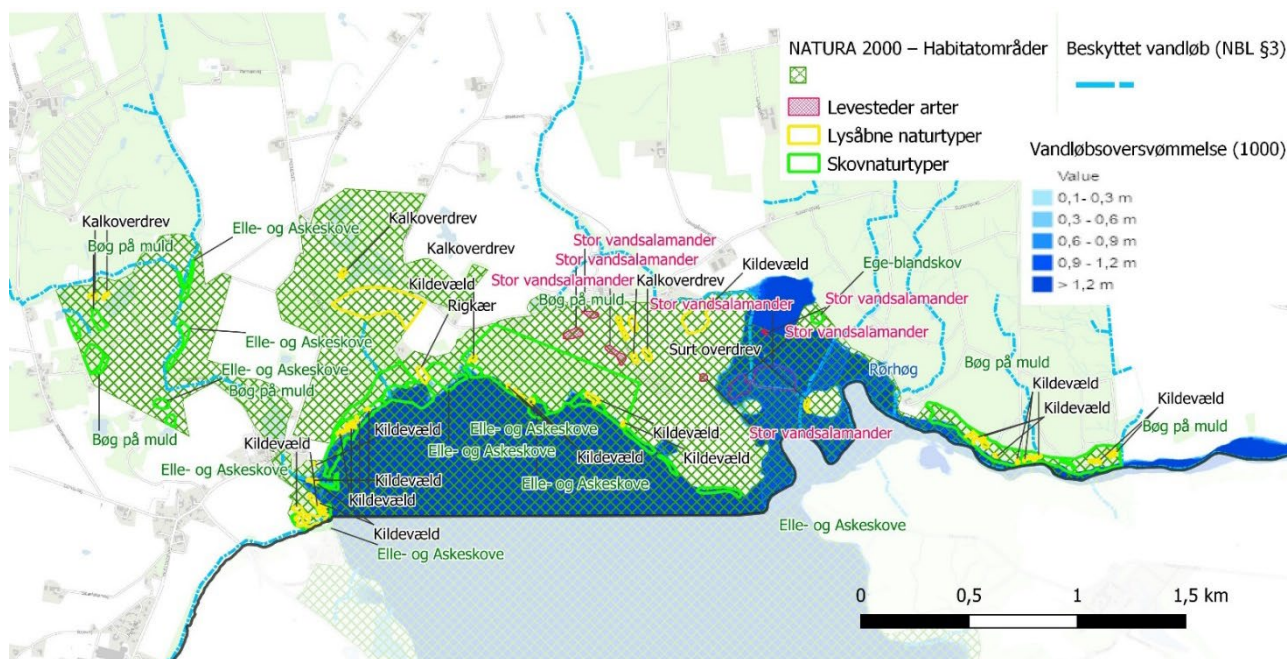 NATURA 2000 – Habitatområder
Levesteder arter
Lysåbne naturtyper
Skovnaturtyper
Beskyttet vandløb (NBL §3)
Vandløbsoversvømmelse (1000)
Value
0,1- 0,3 m
0,3 - 0,6 m
0,6 - 0,9 m
0,9 - 1,2 m
> 1,2 m
Kalkoverdrev
Bøg på muld
Elle- og Askeskove
Kalkoverdrev
Kalkoverdrev
Kildevæld
Rigkær
Stor vandsalamander
Stor vandsalamander
Stor vandsalamander
Bøg på muld
Kalkoverdrev
Stor vandsalamander
Kildevæld
Ege-blandskov
Stor vandsalamander
Stor vandsalamander
Surt overdrev
Rørhøg
Elle- og Askeskove
Elle- og Askeskove
Bøg på muld
Bøg på muld
Bøg på muld
Kildevæld
Kildevæld
Kildevæld
Bøg på muld
Stor vandsalamander
Kildevæld
Kildevæld
Elle- og Askeskove
Kildevæld
Elle- og Askeskove
Kildevæld
Kildevæld
Elle- og Askeskove
Kildevæld
Elle- og Askeskove
Kildevæld
Kildevæld
Elle- og Askeskove
Elle- og Askeskove
0 0,5 1 1,5 km